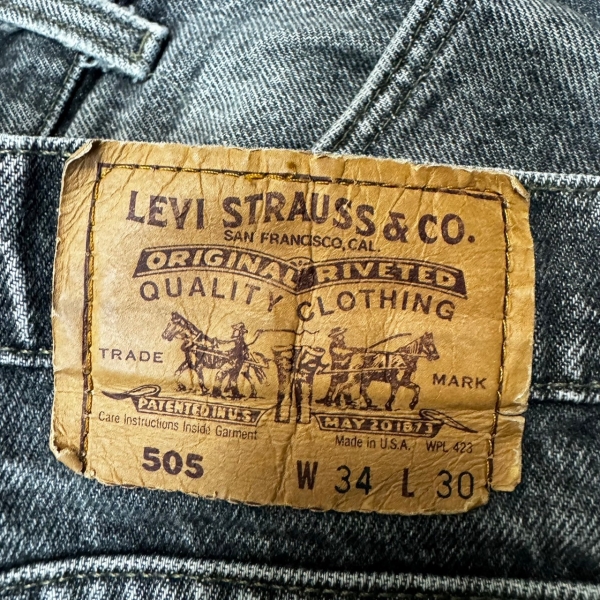 LEVI STRAUSS & CO.
SAN FRANCISCO, CAL.
ORIGINAL RIVETED
QUALITY CLOTHING
TRADE MARK
PATENTED IN U.S. MAY 20 1873
Care Instructions Inside Garment Made in U.S.A. WPL 423
505 W 34 L 30